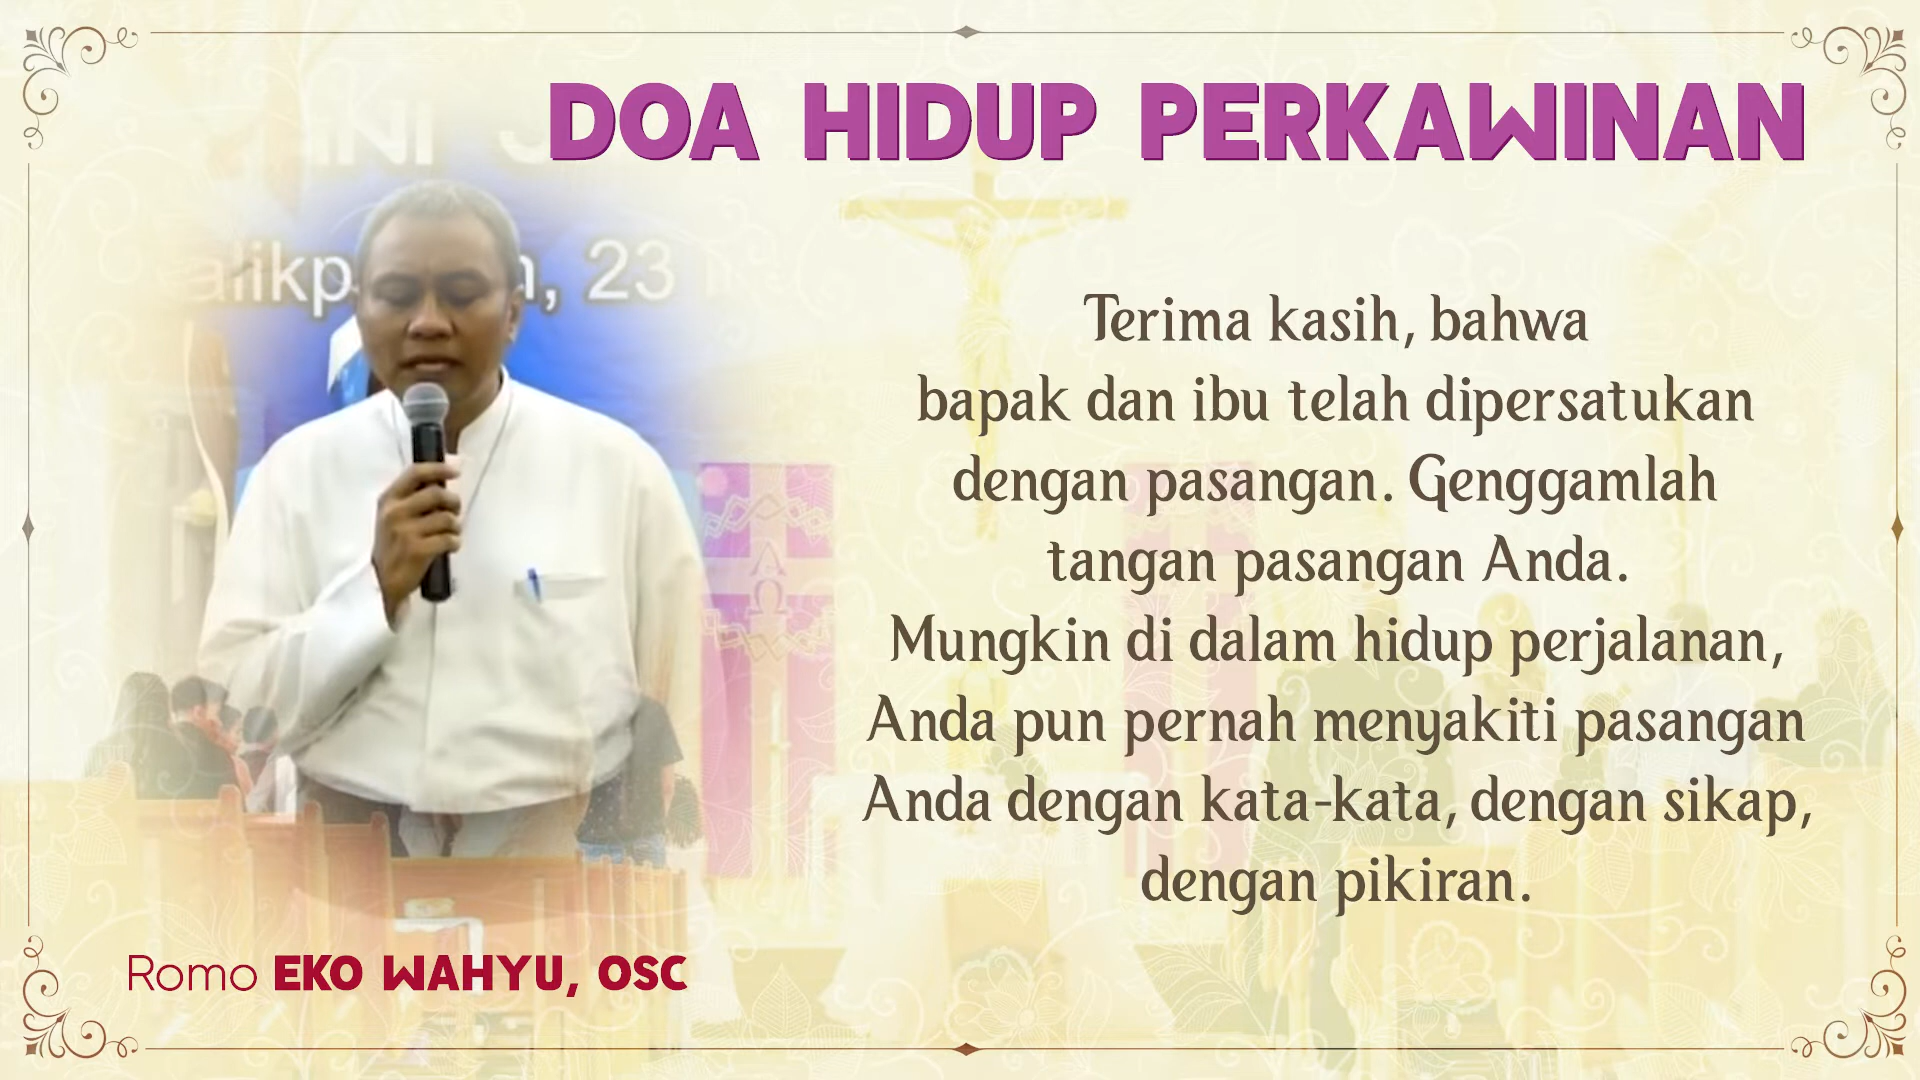 DOA HIDUP PERKAWINAN
23
Terima kasih, bahwa
bapak dan ibu telah dipersatukan
dengan pasangan. Genggamlah
tangan pasangan Anda.
Mungkin di dalam hidup perjalanan,
Anda pun pernah menyakiti pasangan
Anda dengan kata-kata, dengan sikap,
dengan pikiran.
Romo EKO WAHYU, OSC